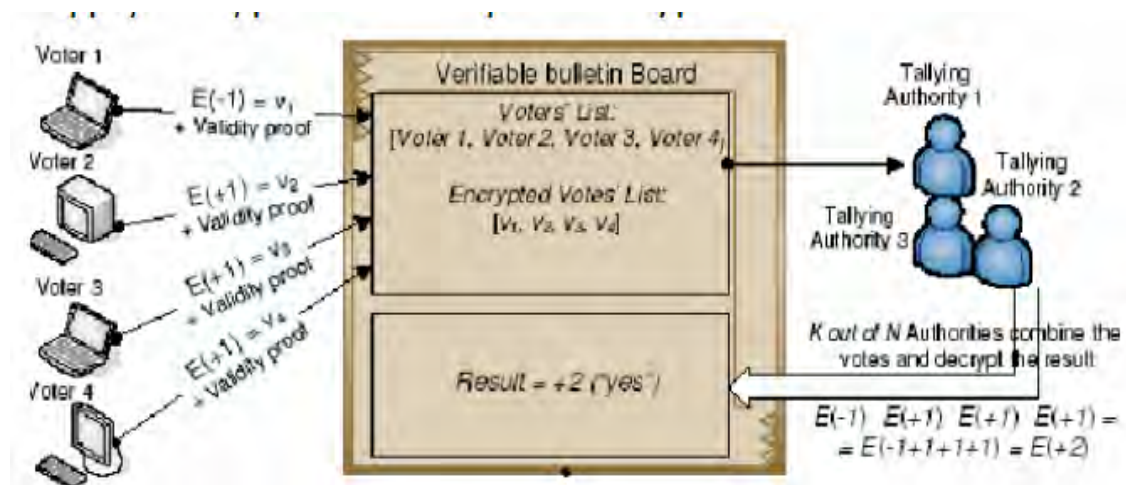 Voter 1
E(-1) = v₁
+ Validity proof
Voter 2
E(+1) = v₂
+ Validity proof
Voter 3
E(+1) = v₃
+ Validity proof
Voter 4
E(+1) = v₄
+ Validity proof
Verifiable bulletin Board
Voters' List:
[Voter 1, Voter 2, Voter 3, Voter 4]
Encrypted Votes' List:
[v₁, v₂, v₃, v₄]
Result = +2 ("yes")
Tallying
Authority 1
Tallying
Authority 2
Tallying
Authority 3
K out of N Authorities combine the
votes and decrypt the result
E(-1) E(+1) E(+1) E(+1) =
= E(-1+1+1+1) = E(+2)